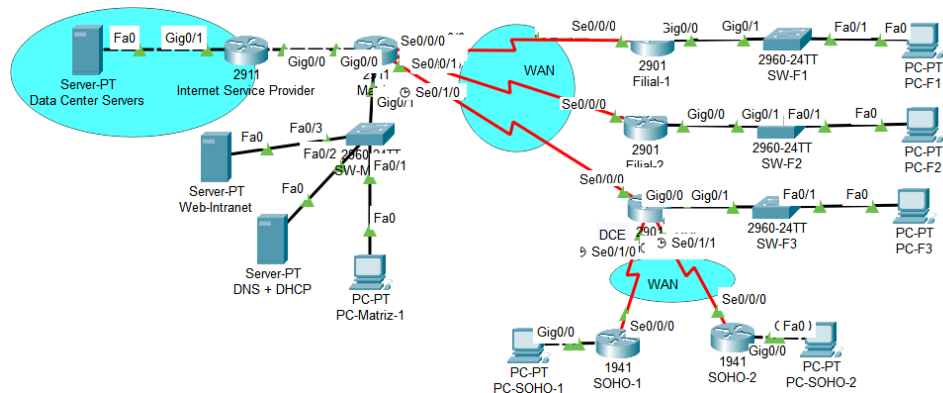 Fa0
Gig0/1
Server-PT
Data Center Servers
2911
Internet Service Provider
Gig0/0
Gig0/0
Se0/0/0
Se0/0/1
Se0/1/0
Gig0/1
Fa0
Fa0/3
Fa0/2
Fa0/1
Server-PT
Web-Intranet
Server-PT
DNS + DHCP
Fa0
PC-PT
PC-Matriz-1
WAN
Se0/0/0
2901
Filial-1
Gig0/0
Gig0/1
2960-24TT
SW-F1
Fa0/1
Fa0
PC-PT
PC-F1
Se0/0/0
2901
Filial-2
Gig0/0
Gig0/1
Fa0/1
2960-24TT
SW-F2
Fa0
PC-PT
PC-F2
Se0/0/0
Gig0/0
Gig0/1
Fa0/1
2960-24TT
SW-F3
Fa0
PC-PT
PC-F3
DCE
Se0/1/0
Se0/1/1
WAN
Gig0/0
Se0/0/0
PC-PT
PC-SOHO-1
1941
SOHO-1
Se0/0/0
Gig0/0
Fa0
1941
SOHO-2
PC-PT
PC-SOHO-2